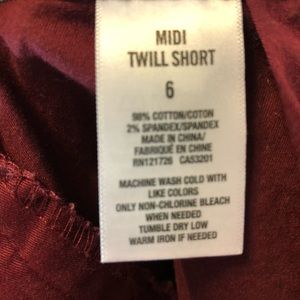 MIDI
TWILL SHORT
6
98% COTTON/COTON
2% SPANDEX/SPANDEX
MADE IN CHINA/
FABRIQUÉ EN CHINE
RN121726 CA53201
MACHINE WASH COLD WITH
LIKE COLORS
ONLY NON-CHLORINE BLEACH
WHEN NEEDED
TUMBLE DRY LOW
WARM IRON IF NEEDED